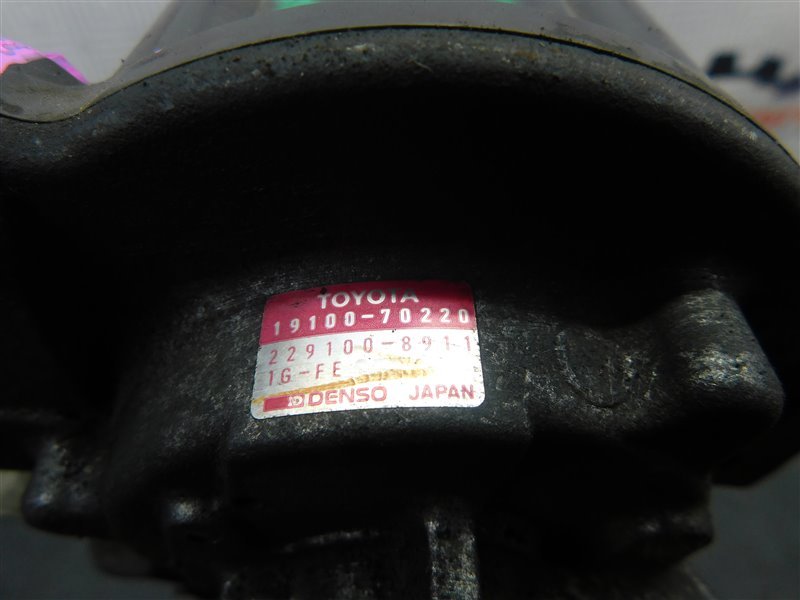 TOYOTA
19100-70220
229100-8911
1G-FE
DENSO JAPAN